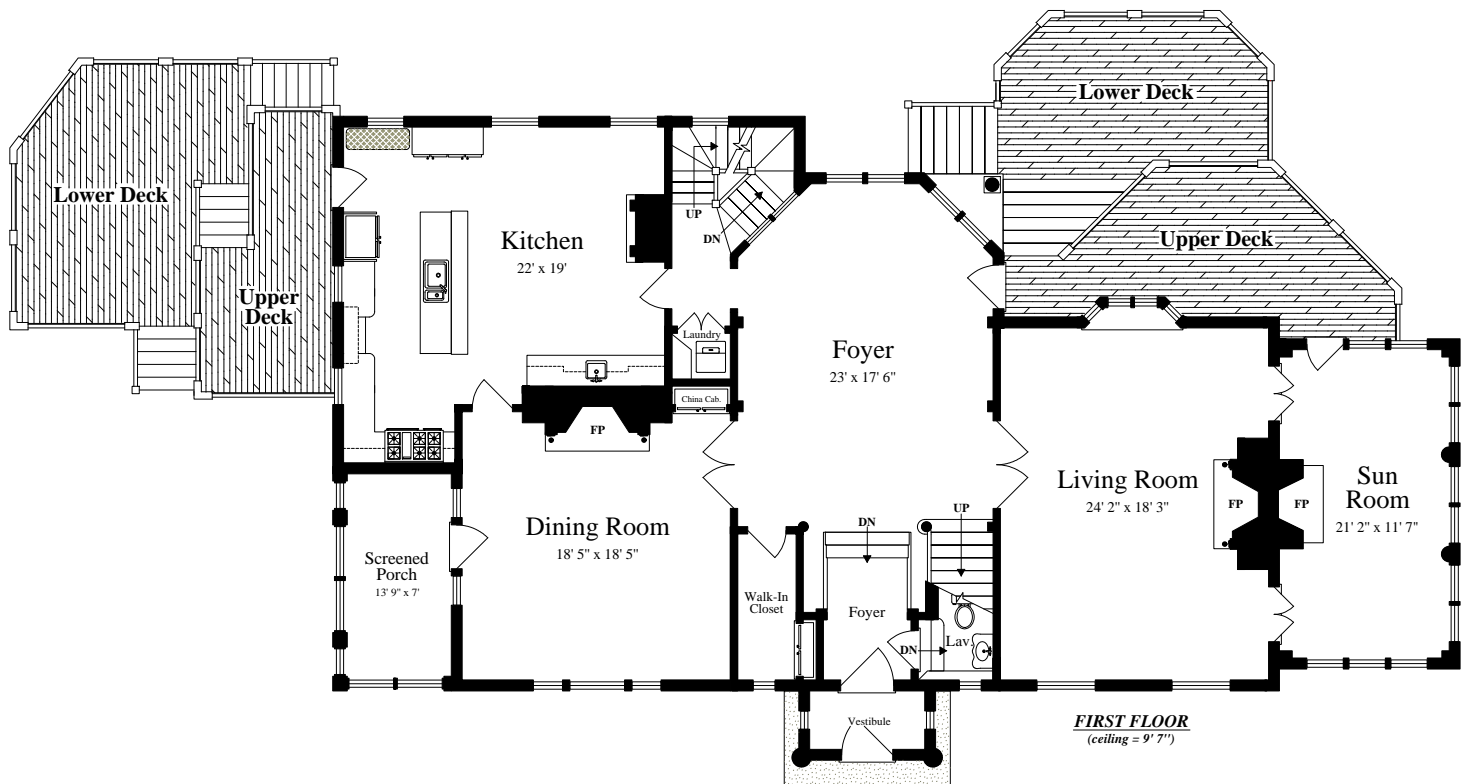 Lower Deck
Lower Deck
UP
DN
Kitchen
22' x 19'
Upper Deck
Upper
Deck
Laundry
Foyer
23' x 17' 6"
China Cab.
FP
Living Room
24' 2" x 18' 3"
FP
FP
Sun
Room
21' 2" x 11' 7"
Dining Room
18' 5" x 18' 5"
DN
UP
Screened
Porch
13' 9" x 7'
Walk-In
Closet
Foyer
DN
Lav.
Vestibule
FIRST FLOOR
(ceiling = 9' 7")